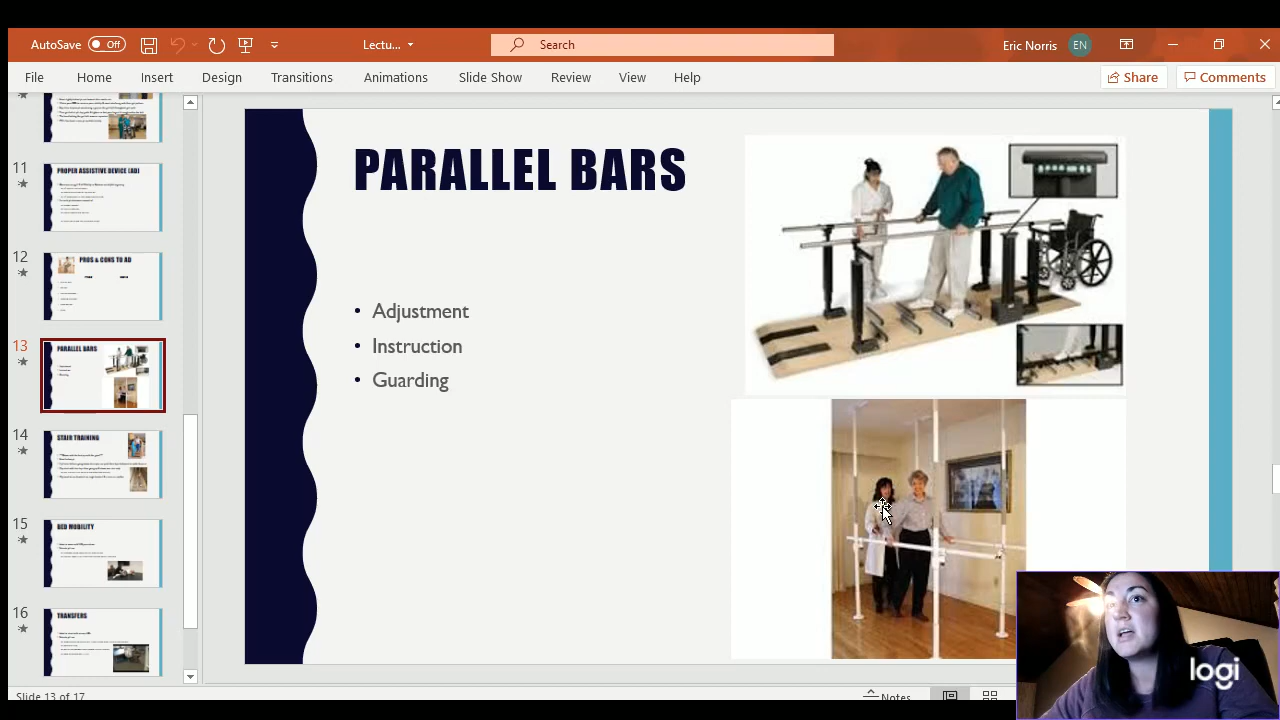 AutoSave Off Lectu... Search Eric Norris EN
File Home Insert Design Transitions Animations Slide Show Review View Help Share Comments
11
PROPER ASSISTIVE DEVICE (AD)
12
PROS & CONS TO AD
13
PARALLEL BARS
14
STAIR TRAINING
15
BED MOBILITY
16
TRANSFERS
PARALLEL BARS
• Adjustment
• Instruction
• Guarding
logi
Slide 13 of 17 Notes